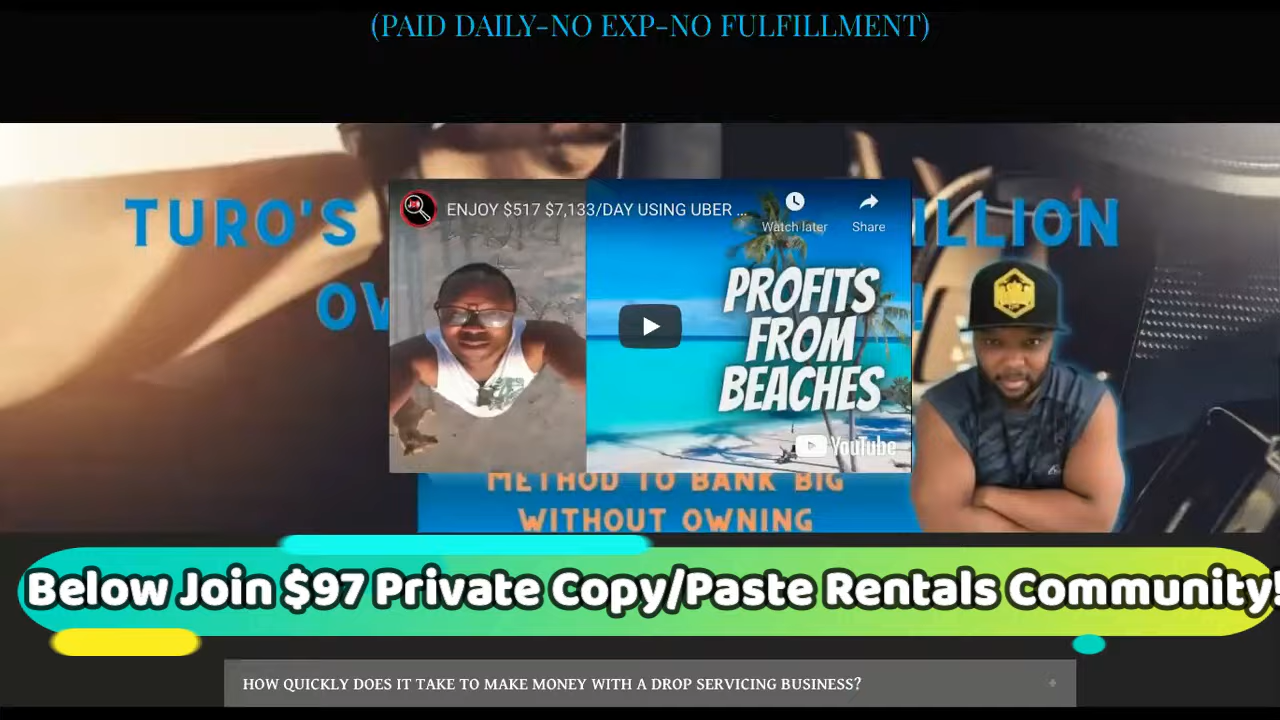 (PAID DAILY-NO EXP-NO FULFILLMENT)
TURO'S
ILLION
OW
ENJOY $517 $7,133/DAY USING UBER ...
Watch later
Share
PROFITS
FROM
BEACHES
YouTube
METHOD TO BANK BIG
WITHOUT OWNING
Below Join $97 Private Copy/Paste Rentals Community!
HOW QUICKLY DOES IT TAKE TO MAKE MONEY WITH A DROP SERVICING BUSINESS?
+